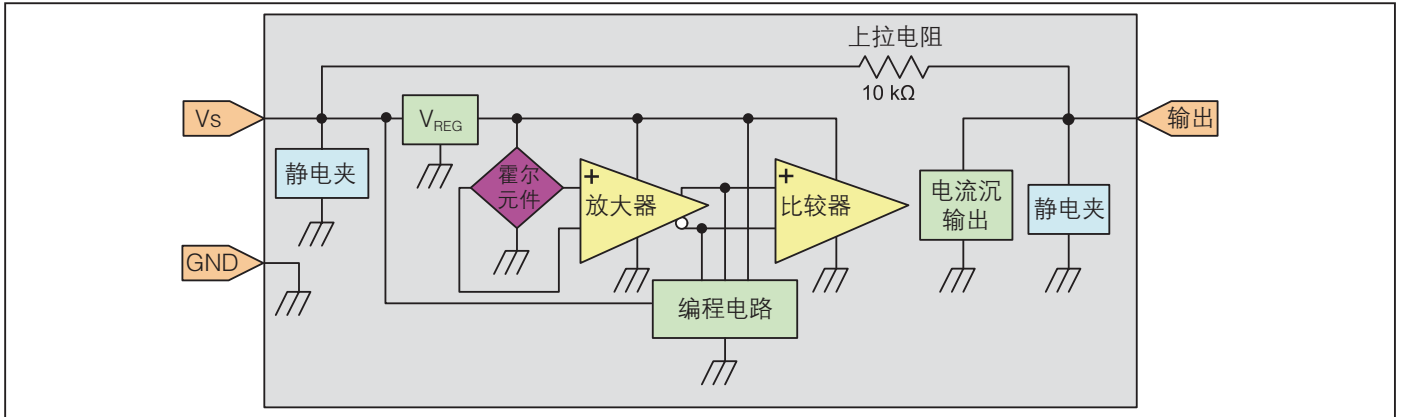 上拉电阻
10 kΩ
Vs
VREG
输出
静电夹
霍尔
元件
+
放大器
+
比较器
电流沉
输出
静电夹
GND
编程电路